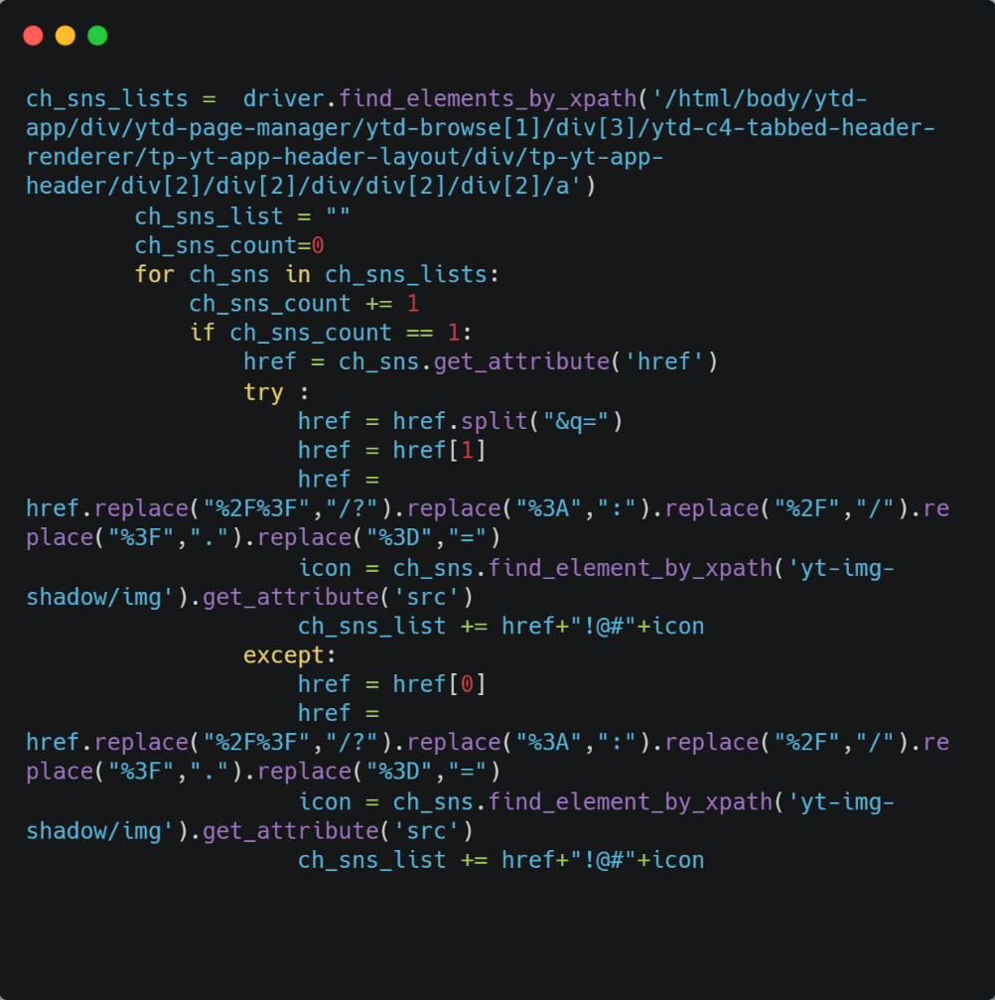 ch_sns_lists =  driver.find_elements_by_xpath('/html/body/ytd-
app/div/ytd-page-manager/ytd-browse[1]/div[3]/ytd-c4-tabbed-header-
renderer/tp-yt-app-header-layout/div/tp-yt-app-
header/div[2]/div[2]/div/div[2]/div[2]/a')
        ch_sns_list = ""
        ch_sns_count=0
        for ch_sns in ch_sns_lists:
            ch_sns_count += 1
            if ch_sns_count == 1:
                href = ch_sns.get_attribute('href')
                try :
                    href = href.split("&q=")
                    href = href[1]
                    href =
href.replace("%2F%3F","/?").replace("%3A",":").replace("%2F","/").re
place("%3F",".").replace("%3D","=")
                    icon = ch_sns.find_element_by_xpath('yt-img-
shadow/img').get_attribute('src')
                    ch_sns_list += href+"!@#"+icon
                except:
                    href = href[0]
                    href =
href.replace("%2F%3F","/?").replace("%3A",":").replace("%2F","/").re
place("%3F",".").replace("%3D","=")
                    icon = ch_sns.find_element_by_xpath('yt-img-
shadow/img').get_attribute('src')
                    ch_sns_list += href+"!@#"+icon